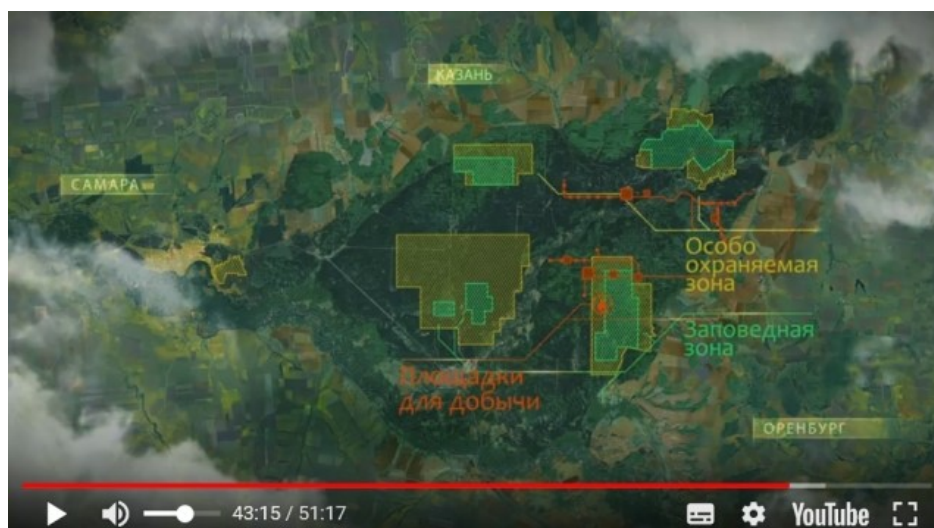 КАЗАНЬ
САМАРА
Особо
охраняемая
зона
Заповедная
зона
Площадки
для добычи
ОРЕНБУРГ
43:15 / 51:17
YouTube